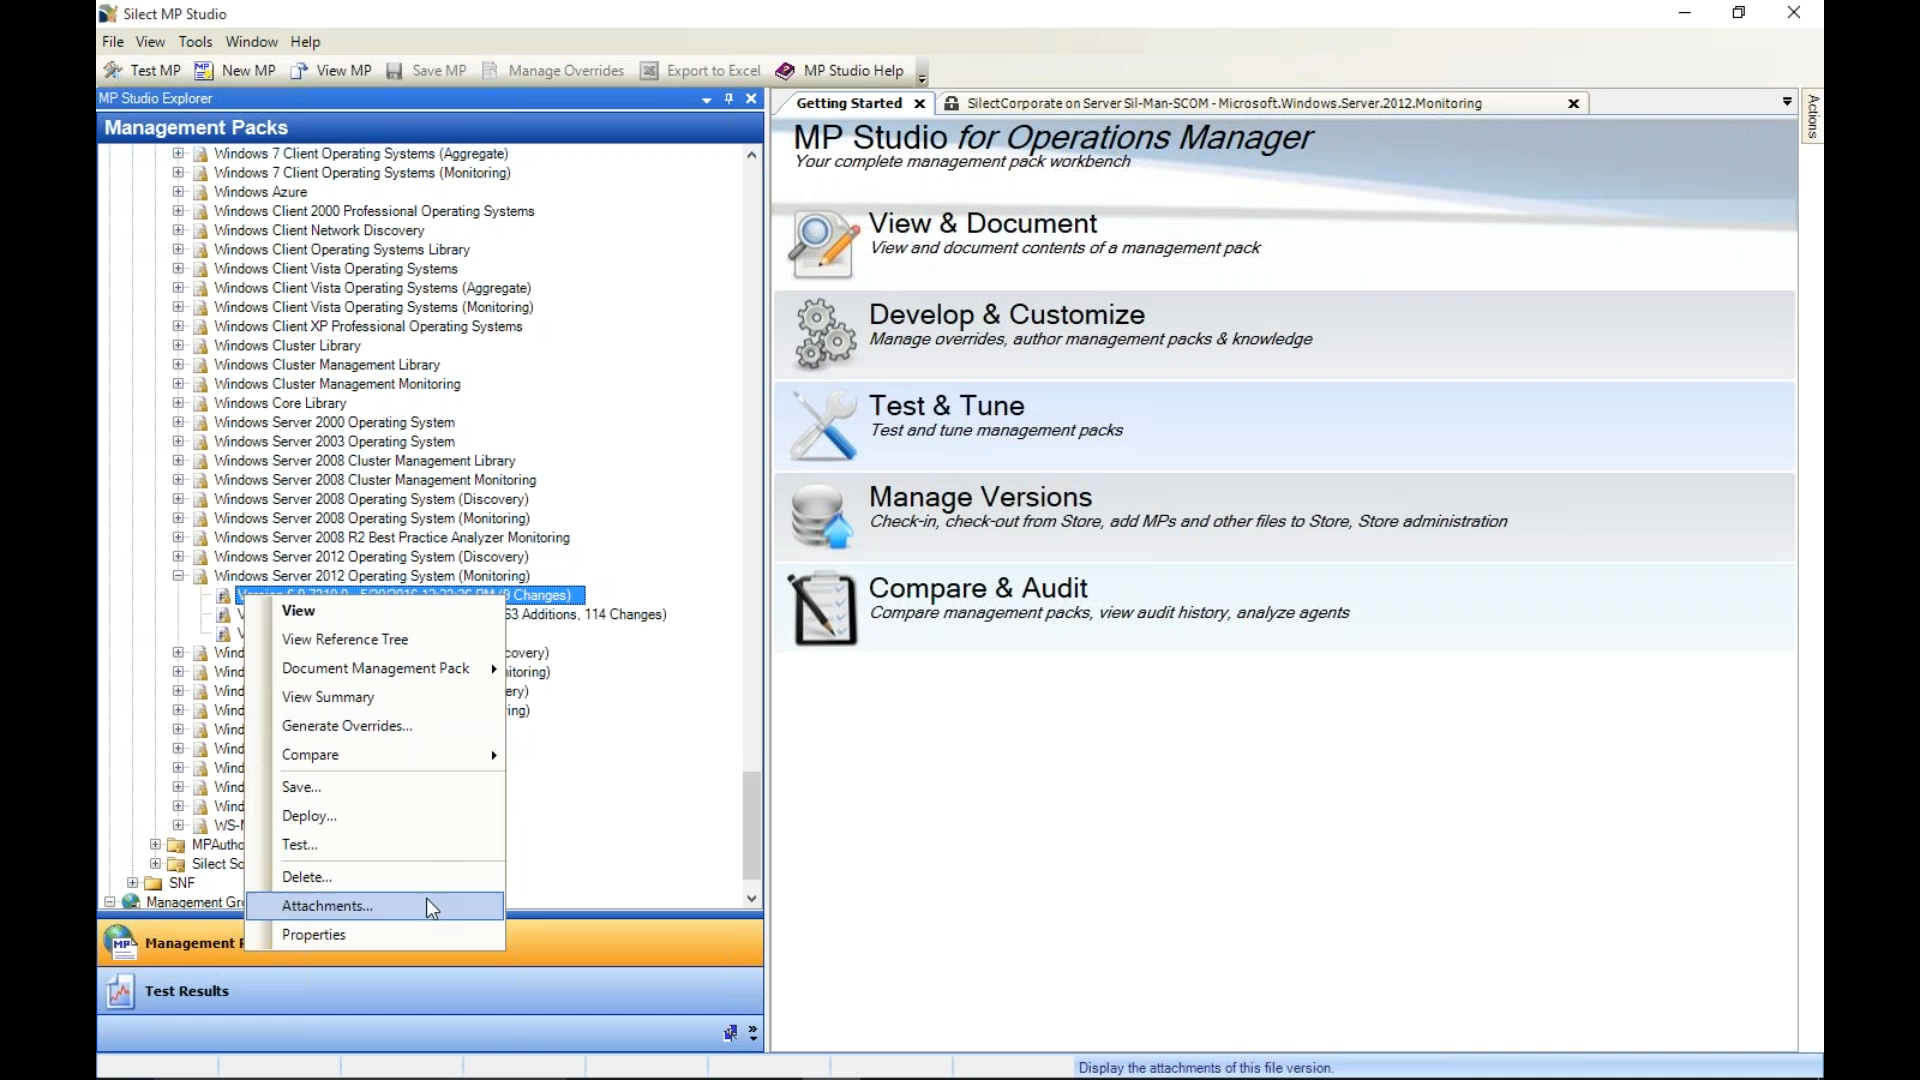 Silect MP Studio
File View Tools Window Help
Test MP New MP View MP Save MP Manage Overrides Export to Excel MP Studio Help
MP Studio Explorer
Management Packs
Windows 7 Client Operating Systems (Aggregate)
Windows 7 Client Operating Systems (Monitoring)
Windows Azure
Windows Client 2000 Professional Operating Systems
Windows Client Network Discovery
Windows Client Operating Systems Library
Windows Client Vista Operating Systems
Windows Client Vista Operating Systems (Aggregate)
Windows Client Vista Operating Systems (Monitoring)
Windows Client XP Professional Operating Systems
Windows Cluster Library
Windows Cluster Management Library
Windows Cluster Management Monitoring
Windows Core Library
Windows Server 2000 Operating System
Windows Server 2003 Operating System
Windows Server 2008 Cluster Management Library
Windows Server 2008 Cluster Management Monitoring
Windows Server 2008 Operating System (Discovery)
Windows Server 2008 Operating System (Monitoring)
Windows Server 2008 R2 Best Practice Analyzer Monitoring
Windows Server 2012 Operating System (Discovery)
Windows Server 2012 Operating System (Monitoring)
(9 Changes)
63 Additions, 114 Changes)
V
Wind covery)
Wind itoring)
Wind ery)
Wind ing)
Wind
Wind
Wind
Wind
Wind
WS-
MPAutho
Silect So
SNF
Management Gr
View
View Reference Tree
Document Management Pack
View Summary
Generate Overrides...
Compare
Save...
Deploy...
Test...
Delete...
Attachments...
Properties
Management
Test Results
Getting Started
SilectCorporate on Server Sil-Man-SCOM - Microsoft.Windows.Server.2012.Monitoring
Actions
MP Studio for Operations Manager
Your complete management pack workbench
View & Document
View and document contents of a management pack
Develop & Customize
Manage overrides, author management packs & knowledge
Test & Tune
Test and tune management packs
Manage Versions
Check-in, check-out from Store, add MPs and other files to Store, Store administration
Compare & Audit
Compare management packs, view audit history, analyze agents
Display the attachments of this file version.